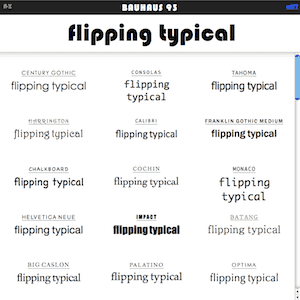 BAUHAUS 93
flipping typical
CENTURY GOTHIC
flipping typical
CONSOLAS
flipping
typical
TAHOMA
flipping typical
HARRINGTON
flipping typical
CALIBRI
flipping typical
FRANKLIN GOTHIC MEDIUM
flipping typical
CHALKBOARD
flipping typical
COCHIN
flipping typical
MONACO
flipping
typical
HELVETICA NEUE
flipping typical
IMPACT
flipping typical
BATANG
flipping typical
BIG CASLON
flipping typical
PALATINO
flipping typical
OPTIMA
flipping typical